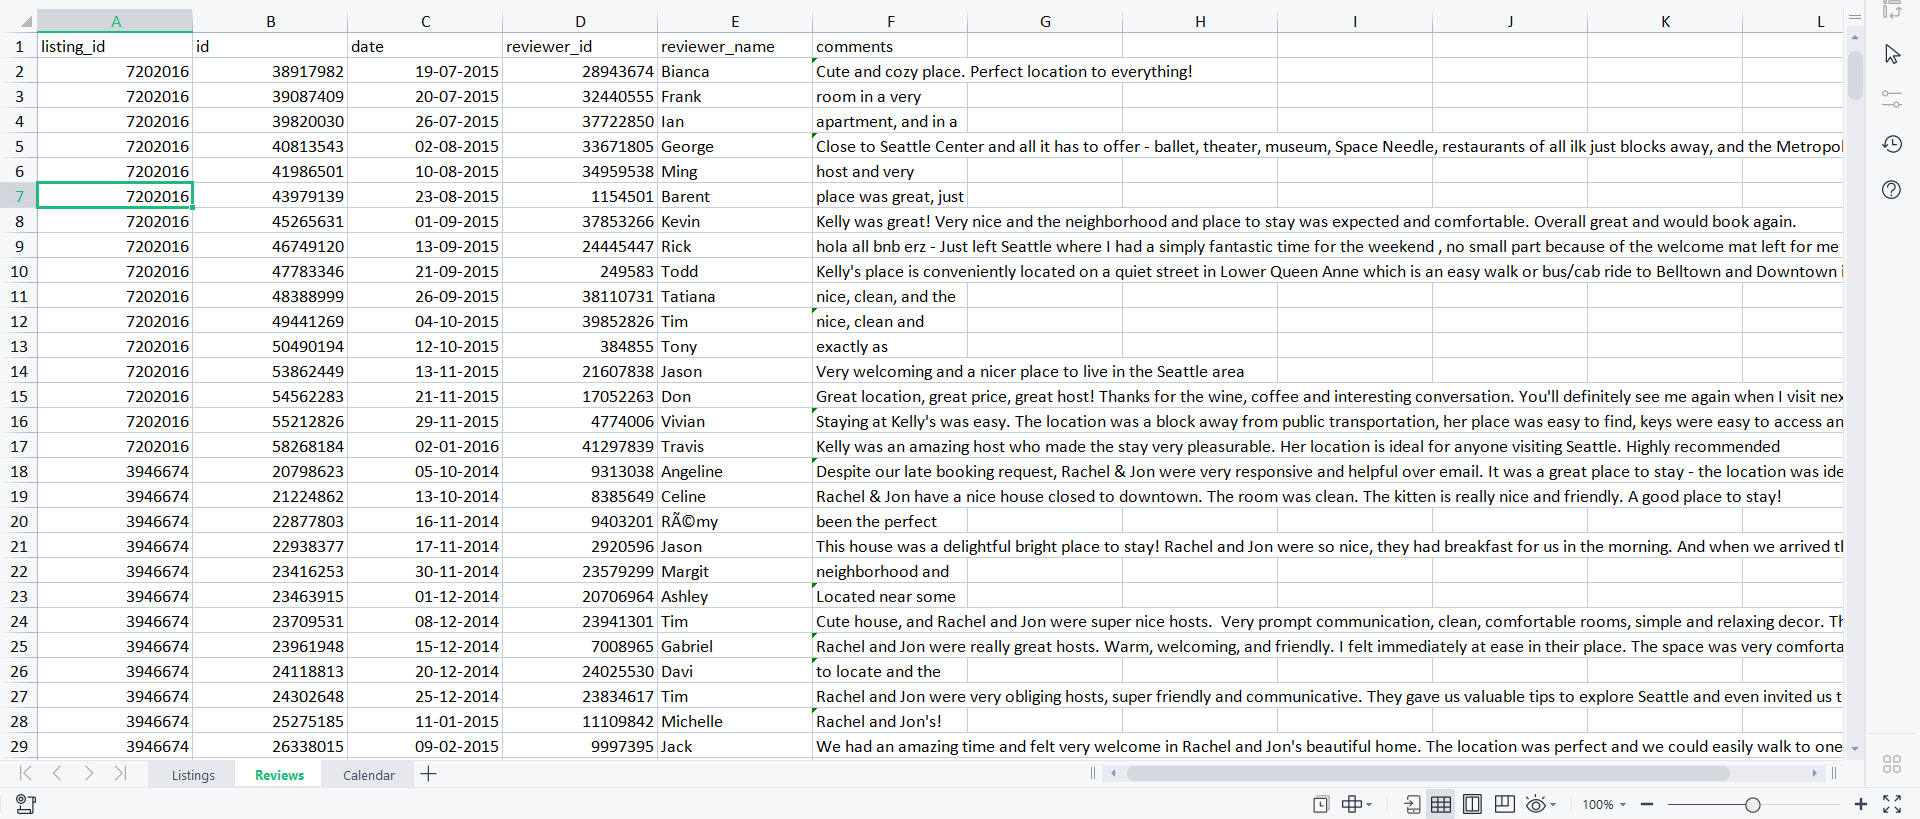 A B C D E F G H I J K L
1 listing_id id date reviewer_id reviewer_name comments
2 7202016 38917982 19-07-2015 28943674 Bianca Cute and cozy place. Perfect location to everything!
3 7202016 39087409 20-07-2015 32440555 Frank room in a very
4 7202016 39820030 26-07-2015 37722850 Ian apartment, and in a
5 7202016 40813543 02-08-2015 33671805 George Close to Seattle Center and all it has to offer - ballet, theater, museum, Space Needle, restaurants of all ilk just blocks away, and the Metropol
6 7202016 41986501 10-08-2015 34959538 Ming host and very
7 7202016 43979139 23-08-2015 1154501 Barent place was great, just
8 7202016 45265631 01-09-2015 37853266 Kevin Kelly was great! Very nice and the neighborhood and place to stay was expected and comfortable. Overall great and would book again.
9 7202016 46749120 13-09-2015 24445447 Rick hola all bnb erz - Just left Seattle where I had a simply fantastic time for the weekend , no small part because of the welcome mat left for me
10 7202016 47783346 21-09-2015 249583 Todd Kelly's place is conveniently located on a quiet street in Lower Queen Anne which is an easy walk or bus/cab ride to Belltown and Downtown i
11 7202016 48388999 26-09-2015 38110731 Tatiana nice, clean, and the
12 7202016 49441269 04-10-2015 39852826 Tim nice, clean and
13 7202016 50490194 12-10-2015 384855 Tony exactly as
14 7202016 53862449 13-11-2015 21607838 Jason Very welcoming and a nicer place to live in the Seattle area
15 7202016 54562283 21-11-2015 17052263 Don Great location, great price, great host! Thanks for the wine, coffee and interesting conversation. You'll definitely see me again when I visit nex
16 7202016 55212826 29-11-2015 4774006 Vivian Staying at Kelly's was easy. The location was a block away from public transportation, her place was easy to find, keys were easy to access an
17 7202016 58268184 02-01-2016 41297839 Travis Kelly was an amazing host who made the stay very pleasurable. Her location is ideal for anyone visiting Seattle. Highly recommended
18 3946674 20798623 05-10-2014 9313038 Angeline Despite our late booking request, Rachel & Jon were very responsive and helpful over email. It was a great place to stay - the location was ide
19 3946674 21224862 13-10-2014 8385649 Celine Rachel & Jon have a nice house closed to downtown. The room was clean. The kitten is really nice and friendly. A good place to stay!
20 3946674 22877803 16-11-2014 9403201 RÃ©my been the perfect
21 3946674 22938377 17-11-2014 2920596 Jason This house was a delightful bright place to stay! Rachel and Jon were so nice, they had breakfast for us in the morning. And when we arrived th
22 3946674 23416253 30-11-2014 23579299 Margit neighborhood and
23 3946674 23463915 01-12-2014 20706964 Ashley Located near some
24 3946674 23709531 08-12-2014 23941301 Tim Cute house, and Rachel and Jon were super nice hosts. Very prompt communication, clean, comfortable rooms, simple and relaxing decor. Th
25 3946674 23961948 15-12-2014 7008965 Gabriel Rachel and Jon were really great hosts. Warm, welcoming, and friendly. I felt immediately at ease in their place. The space was very comforta
26 3946674 24118813 20-12-2014 24025530 Davi to locate and the
27 3946674 24302648 25-12-2014 23834617 Tim Rachel and Jon were very obliging hosts, super friendly and communicative. They gave us valuable tips to explore Seattle and even invited us t
28 3946674 25275185 11-01-2015 11109842 Michelle Rachel and Jon's!
29 3946674 26338015 09-02-2015 9997395 Jack We had an amazing time and felt very welcome in Rachel and Jon's beautiful home. The location was perfect and we could easily walk to one
Listings Reviews Calendar
100%